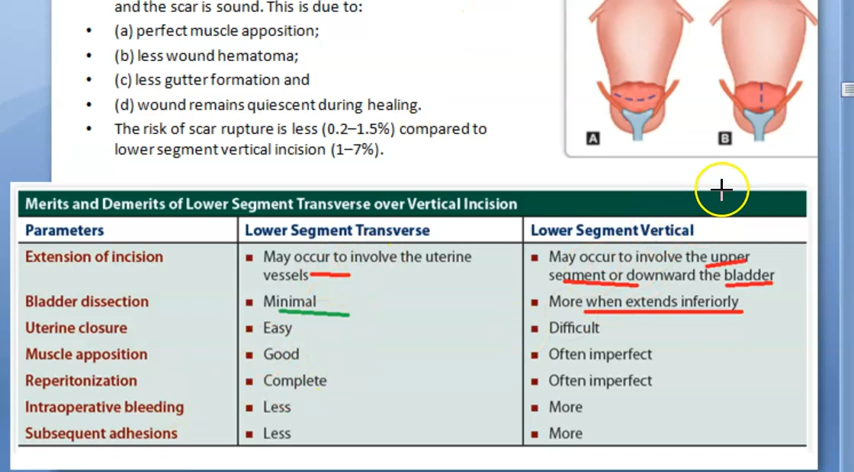 and the scar is sound. This is due to:
• (a) perfect muscle apposition;
• (b) less wound hematoma;
• (c) less gutter formation and
• (d) wound remains quiescent during healing.
• The risk of scar rupture is less (0.2–1.5%) compared to
lower segment vertical incision (1–7%).
A
B
Merits and Demerits of Lower Segment Transverse over Vertical Incision
Parameters Lower Segment Transverse Lower Segment Vertical
Extension of incision ▪ May occur to involve the uterine ▪ May occur to involve the upper
vessels segment or downward the bladder
Bladder dissection ▪ Minimal ▪ More when extends inferiorly
Uterine closure ▪ Easy ▪ Difficult
Muscle apposition ▪ Good ▪ Often imperfect
Reperitonization ▪ Complete ▪ Often imperfect
Intraoperative bleeding ▪ Less ▪ More
Subsequent adhesions ▪ Less ▪ More